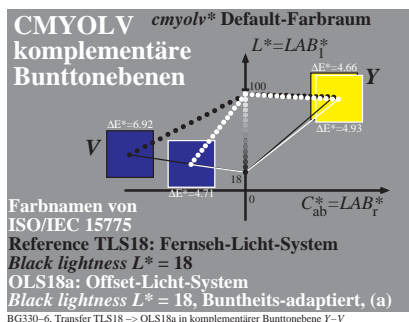 CMYOLV
komplementäre
Bunttonebenen
cmyolv* Default-Farbraum
L*=LAB*l
ΔE*=4.66
Y
100
ΔE*=6.92
ΔE*=4.93
V
18
ΔE*=4.71
0
C*ab=LAB*r
Farbnamen von
ISO/IEC 15775
Reference TLS18: Fernseh-Licht-System
Black lightness L* = 18
OLS18a: Offset-Licht-System
Black lightness L* = 18, Buntheits-adaptiert, (a)
BG330–6, Transfer TLS18 –> OLS18a in komplementärer Bunttonebene Y–V